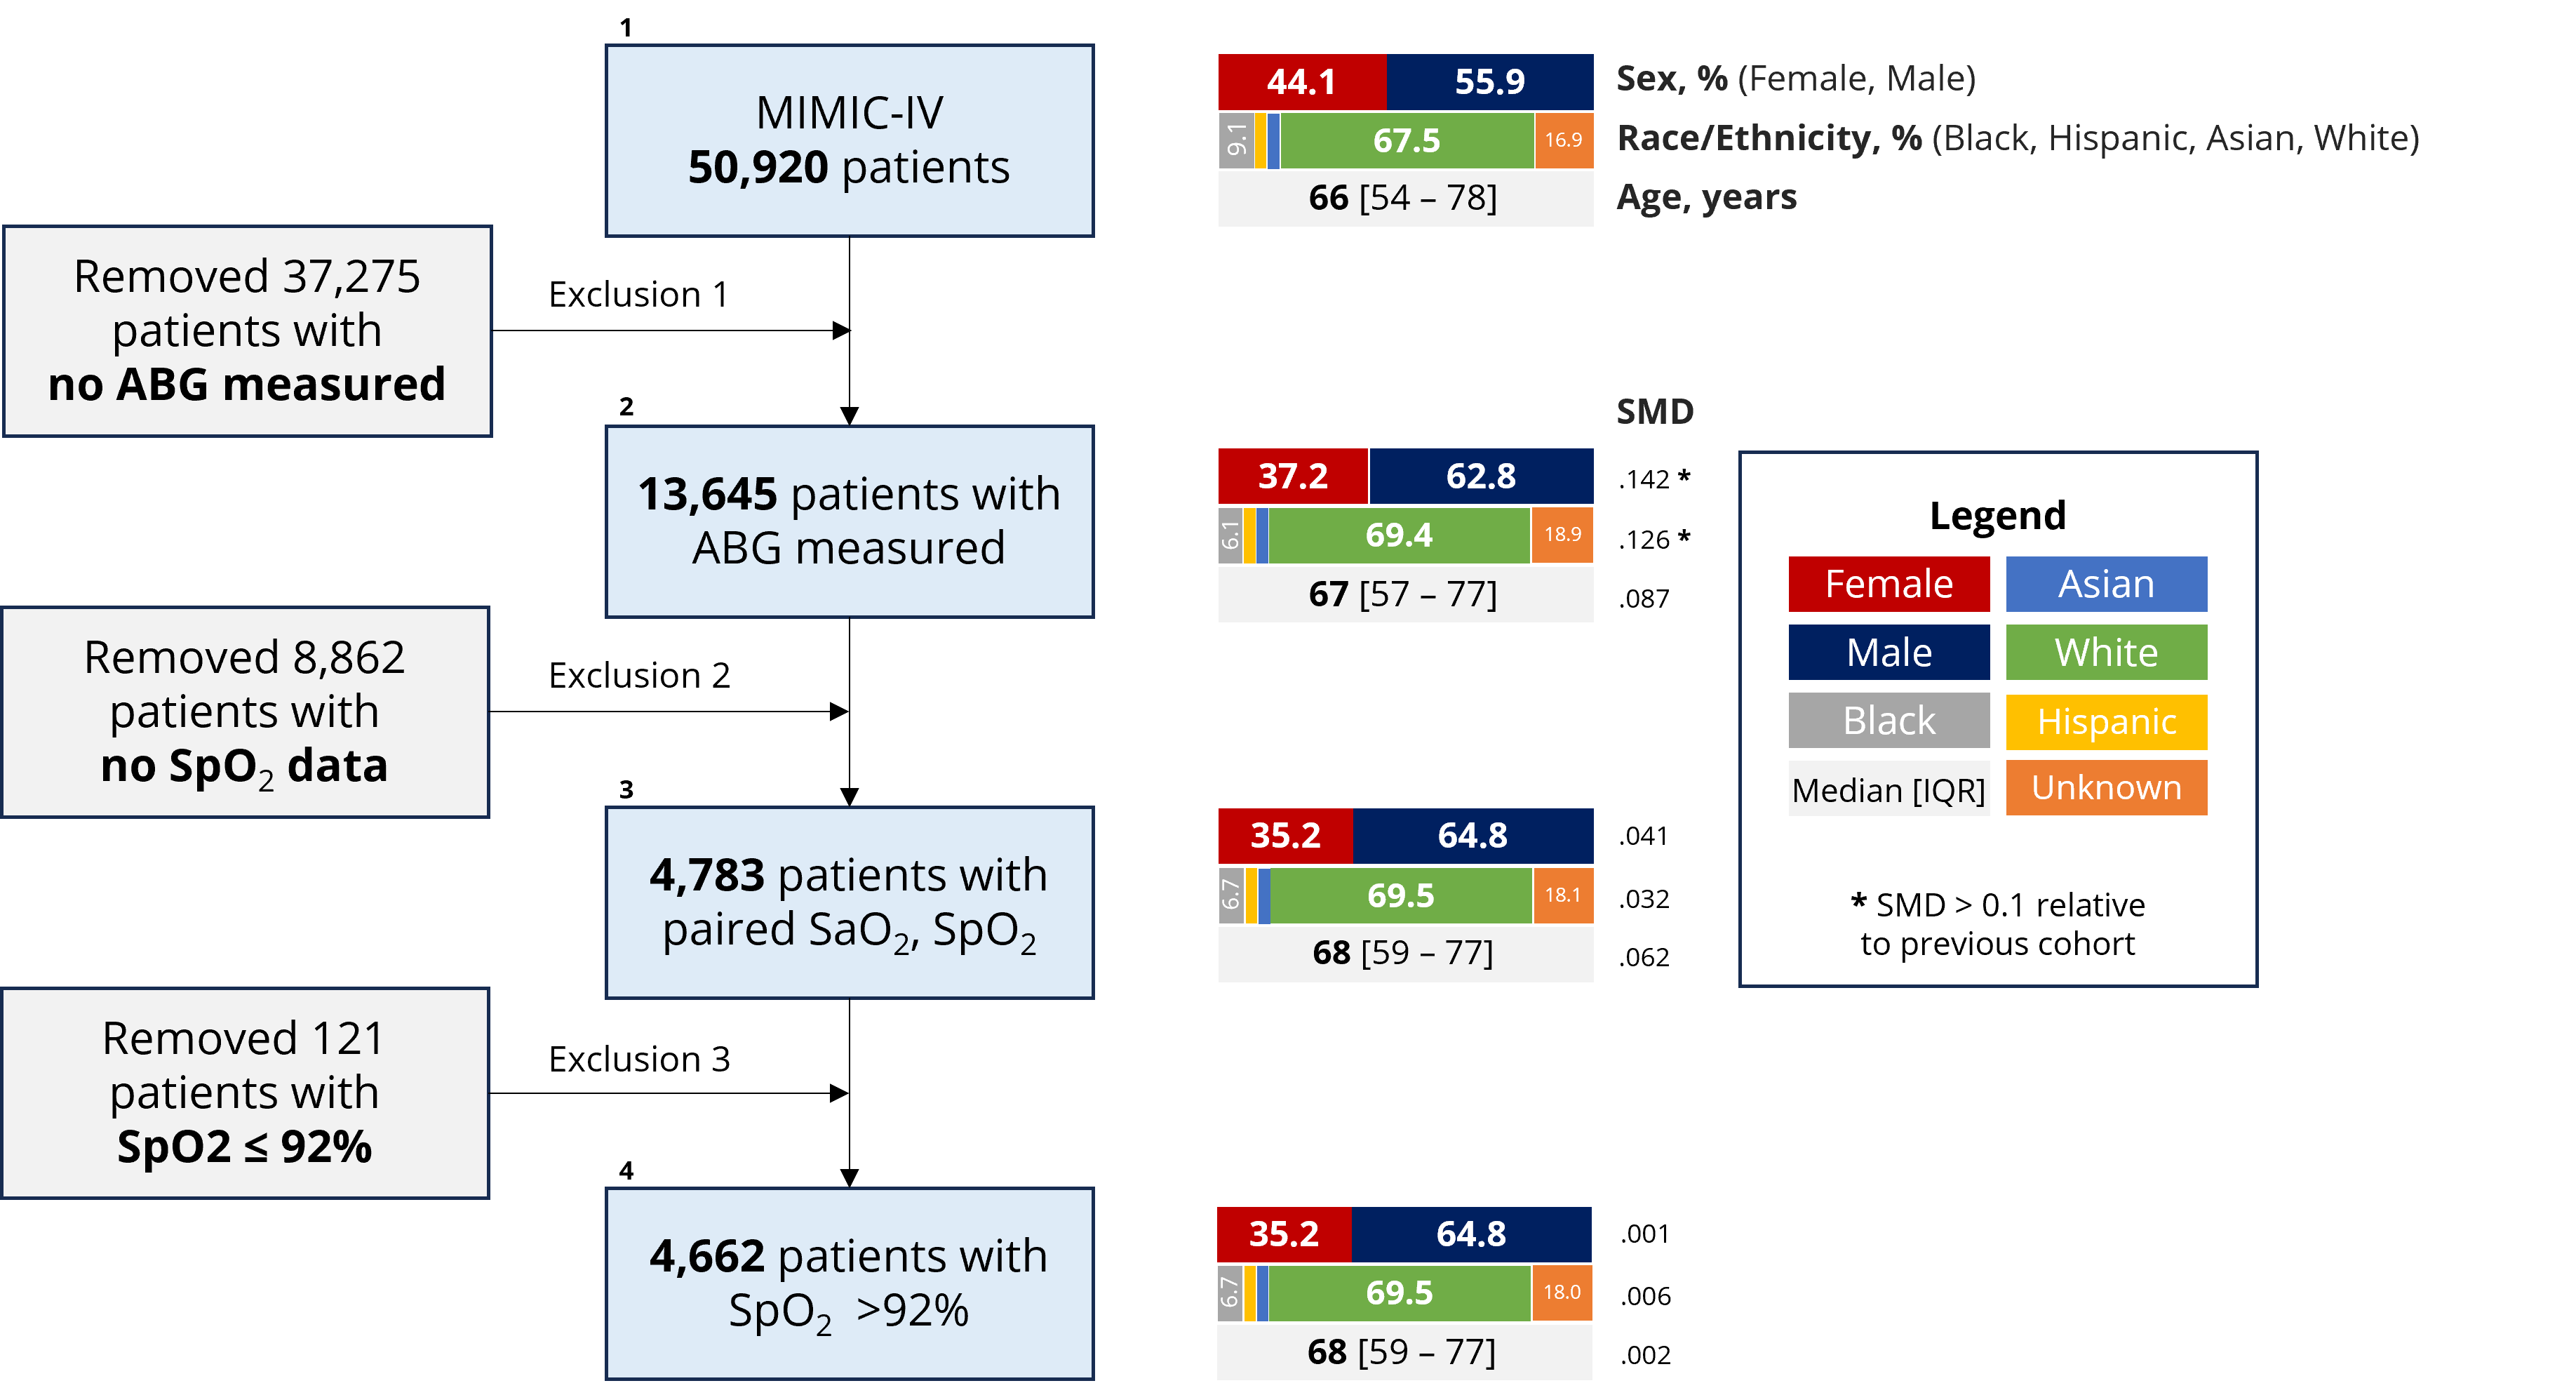 1
MIMIC-IV
50,920 patients
44.1 55.9 Sex, % (Female, Male)
9.1 67.5 16.9 Race/Ethnicity, % (Black, Hispanic, Asian, White)
66 [54 – 78] Age, years
Removed 37,275
patients with
no ABG measured
Exclusion 1
2
13,645 patients with
ABG measured
SMD
37.2 62.8 .142 *
6.1 69.4 18.9 .126 *
67 [57 – 77] .087
Legend
Female Asian
Male White
Black Hispanic
Median [IQR] Unknown
* SMD > 0.1 relative
to previous cohort
Removed 8,862
patients with
no SpO₂ data
Exclusion 2
3
4,783 patients with
paired SaO₂, SpO₂
35.2 64.8 .041
6.7 69.5 18.1 .032
68 [59 – 77] .062
Removed 121
patients with
SpO2 ≤ 92%
Exclusion 3
4
4,662 patients with
SpO₂ >92%
35.2 64.8 .001
6.7 69.5 18.0 .006
68 [59 – 77] .002